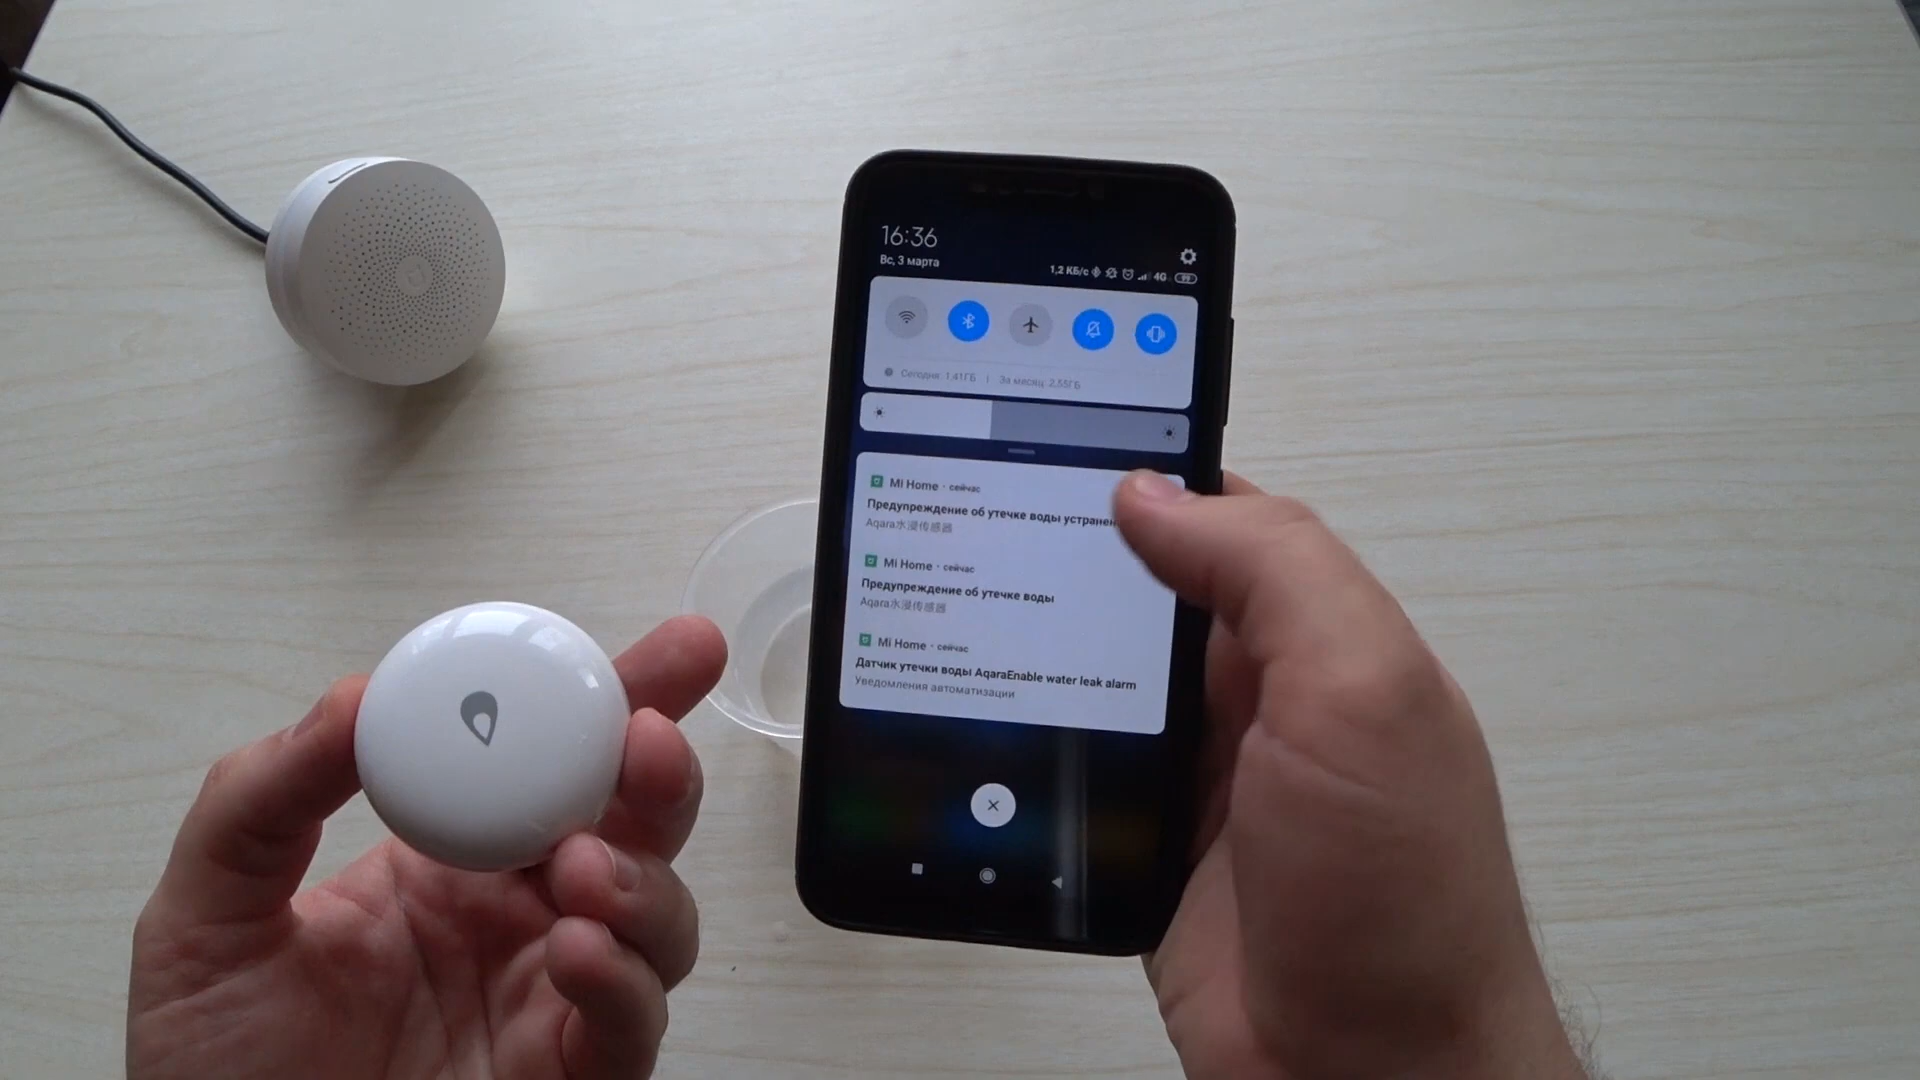 16:36
Вс, 3 марта
1,2 КБ/с 4G 99
Сегодня: 1,41ГБ | За месяц: 2,55ГБ
Mi Home · сейчас
Предупреждение об утечке воды устранен
Aqara水浸传感器
Mi Home · сейчас
Предупреждение об утечке воды
Aqara水浸传感器
Mi Home · сейчас
Датчик утечки воды AqaraEnable water leak alarm
Уведомления автоматизации